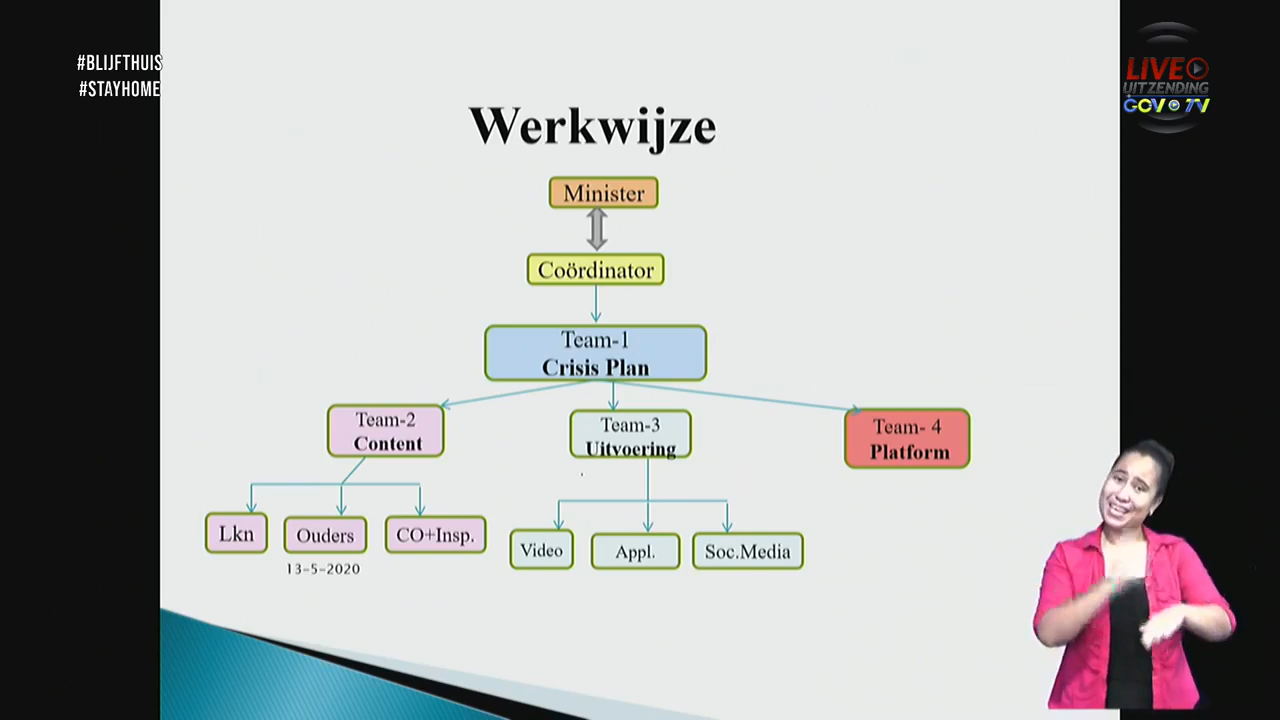 #BLIJFTHUIS
#STAYHOME
LIVE
UITZENDING
GOV TV
Werkwijze
Minister
Coördinator
Team-1
Crisis Plan
Team-2
Content
Team-3
Uitvoering
Team- 4
Platform
Lkn
Ouders
CO+Insp.
Video
Appl.
Soc.Media
13-5-2020